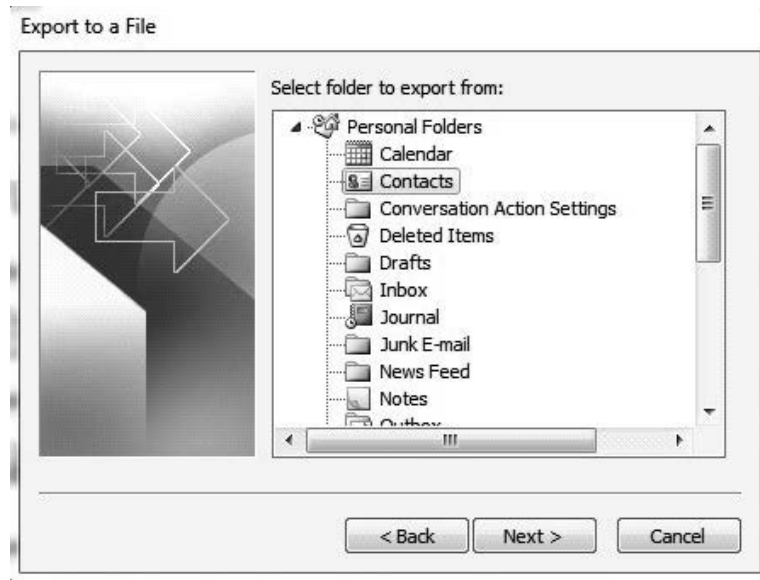 Export to a File
Select folder to export from:
Personal Folders
Calendar
Contacts
Conversation Action Settings
Deleted Items
Drafts
Inbox
Journal
Junk E-mail
News Feed
Notes
Outbox
< Back
Next >
Cancel